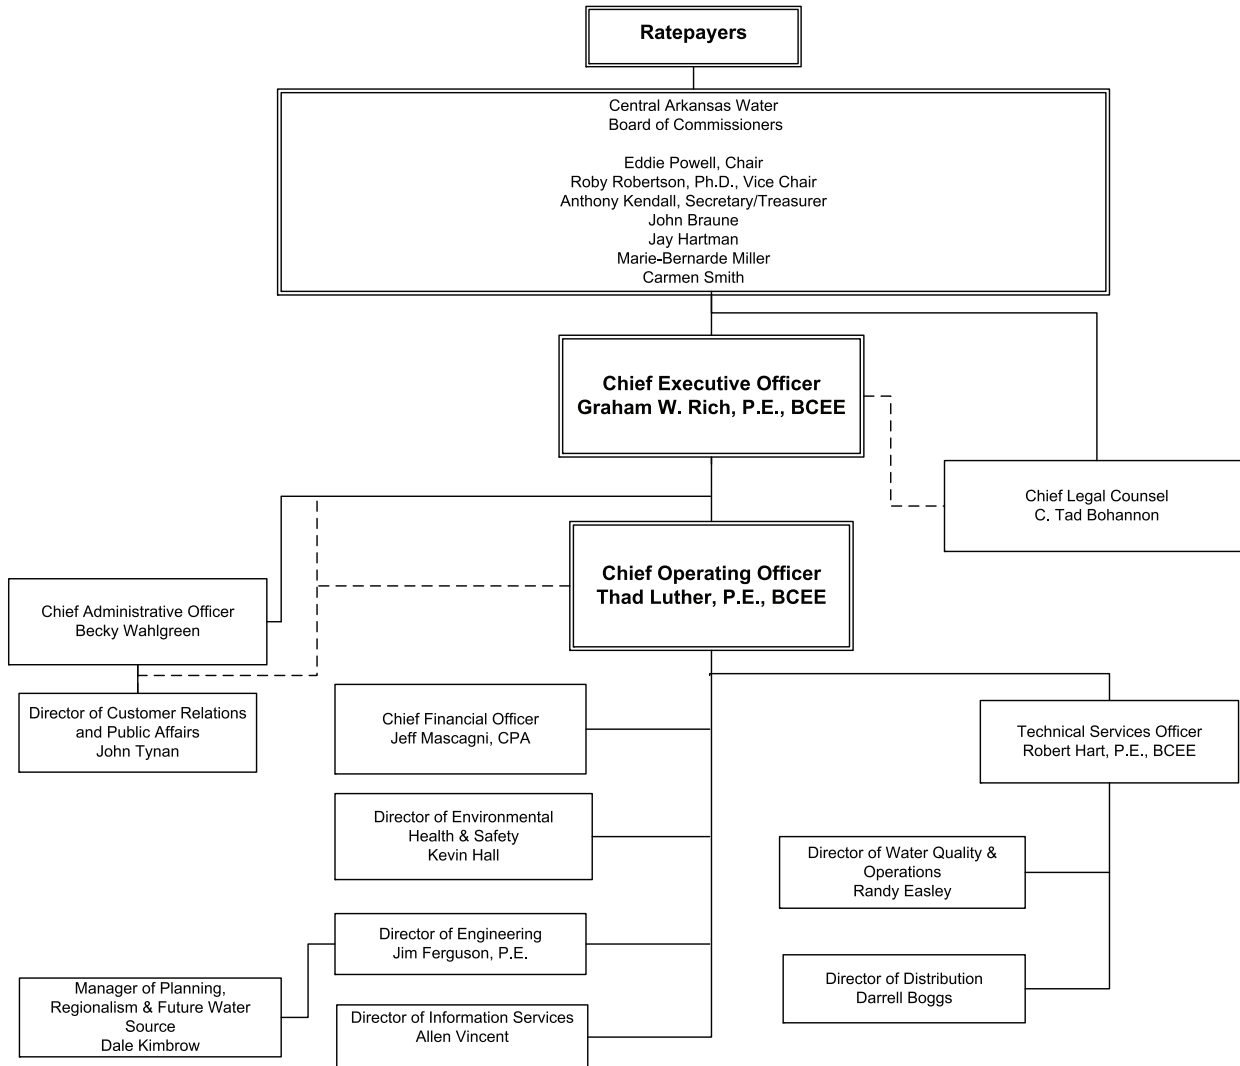 Ratepayers
Central Arkansas Water
Board of Commissioners
Eddie Powell, Chair
Roby Robertson, Ph.D., Vice Chair
Anthony Kendall, Secretary/Treasurer
John Braune
Jay Hartman
Marie-Bernarde Miller
Carmen Smith
Chief Executive Officer
Graham W. Rich, P.E., BCEE
Chief Legal Counsel
C. Tad Bohannon
Chief Operating Officer
Thad Luther, P.E., BCEE
Chief Administrative Officer
Becky Wahlgreen
Director of Customer Relations
and Public Affairs
John Tynan
Chief Financial Officer
Jeff Mascagni, CPA
Technical Services Officer
Robert Hart, P.E., BCEE
Director of Environmental
Health & Safety
Kevin Hall
Director of Water Quality &
Operations
Randy Easley
Director of Engineering
Jim Ferguson, P.E.
Manager of Planning,
Regionalism & Future Water
Source
Dale Kimbrow
Director of Information Services
Allen Vincent
Director of Distribution
Darrell Boggs